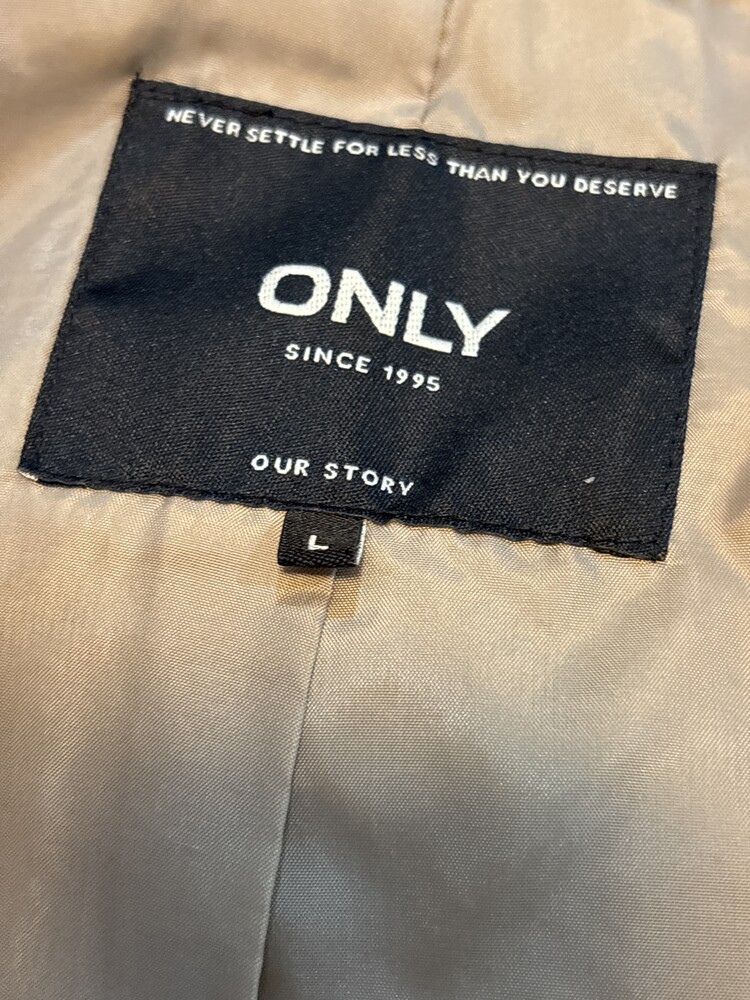 NEVER SETTLE FOR LESS THAN YOU DESERVE
ONLY
SINCE 1995
OUR STORY
L